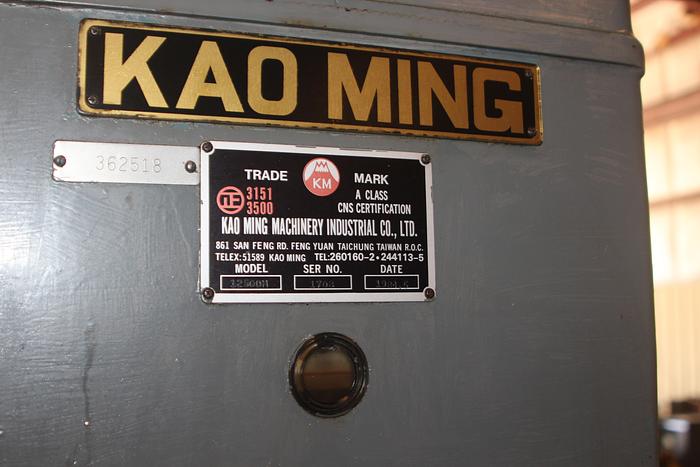 KAO MING
362518
TRADE KM MARK
3151
3500
A CLASS
CNS CERTIFICATION
KAO MING MACHINERY INDUSTRIAL CO., LTD.
861 SAN FENG RD. FENG YUAN TAICHUNG TAIWAN R.O.C.
TELEX:51589 KAO MING TEL:260160-2•244113-5
MODEL SER NO. DATE